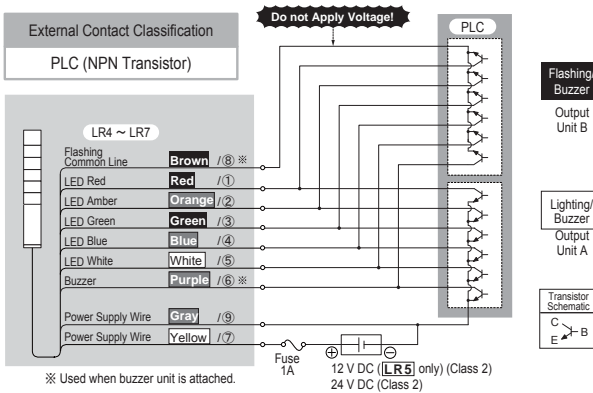 External Contact Classification
PLC (NPN Transistor)
Do not Apply Voltage!
PLC
LR4 ～ LR7
Flashing
Common Line Brown /⑧ ※
LED Red Red /①
LED Amber Orange /②
LED Green Green /③
LED Blue Blue /④
LED White White /⑤
Buzzer Purple /⑥ ※
Power Supply Wire Gray /⑨
Power Supply Wire Yellow /⑦
※ Used when buzzer unit is attached.
Fuse
1A
⊕ ⊖
12 V DC (LR5 only) (Class 2)
24 V DC (Class 2)
Flashing/
Buzzer
Output
Unit B
Lighting/
Buzzer
Output
Unit A
Transistor
Schematic
C
B
E